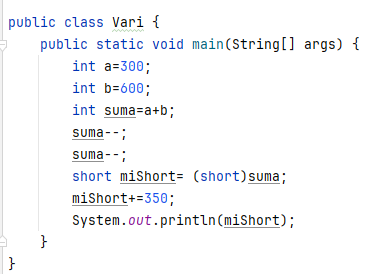 public class Vari {
public static void main(String[] args) {
int a=300;
int b=600;
int suma=a+b;
suma--;
suma--;
short miShort= (short)suma;
miShort+=350;
System.out.println(miShort);
}
}